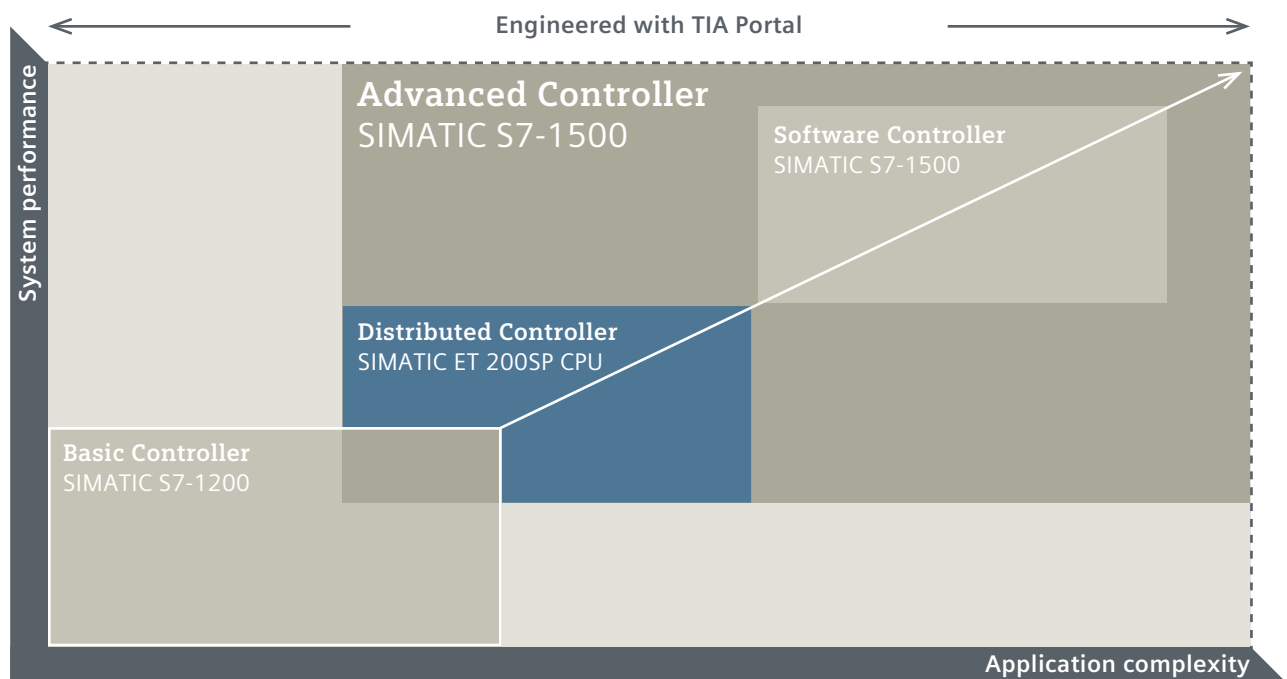 Engineered with TIA Portal
System performance
Advanced Controller
SIMATIC S7-1500
Software Controller
SIMATIC S7-1500
Distributed Controller
SIMATIC ET 200SP CPU
Basic Controller
SIMATIC S7-1200
Application complexity